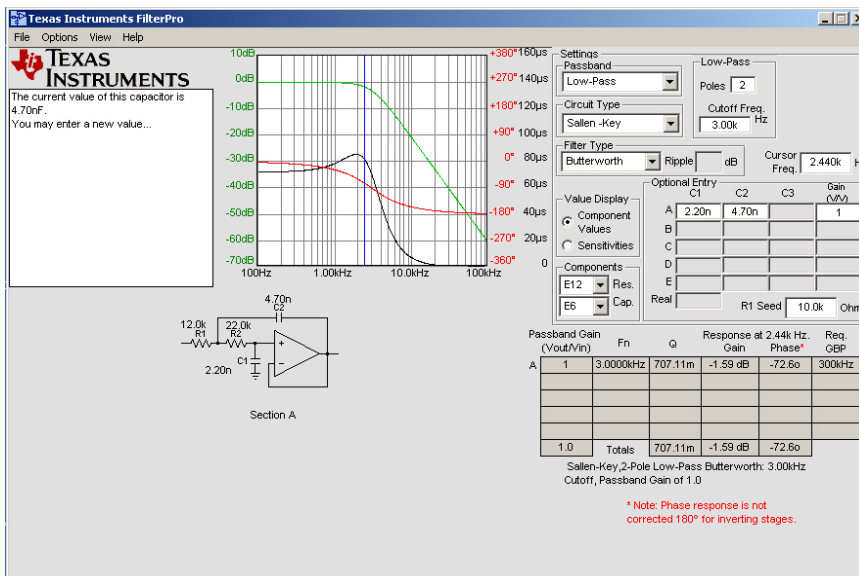 Texas Instruments FilterPro
File Options View Help
TEXAS
INSTRUMENTS
The current value of this capacitor is
4.70nF.
You may enter a new value...
10dB
0dB
-10dB
-20dB
-30dB
-40dB
-50dB
-60dB
-70dB
100Hz 1.00kHz 10.0kHz 100kHz
+380° 160µs
+270° 140µs
+180° 120µs
+90° 100µs
0° 80µs
-90° 60µs
-180° 40µs
-270° 20µs
-360° 0
Settings
Passband
Low-Pass
Circuit Type
Sallen -Key
Filter Type
Butterworth Ripple dB
Low-Pass
Poles 2
Cutoff Freq.
3.00k Hz
Cursor
Freq. 2.440k H
Value Display
Component
Values
Sensitivities
Components
E12 Res.
E6 Cap.
Optional Entry
C1 C2 C3 Gain
(V/V)
A 2.20n 4.70n 1
B
C
D
E
Real
R1 Seed 10.0k Ohm
4.70n
C2
12.0k 22.0k
R1 R2
C1
2.20n
+
-
Section A
Passband Gain
(Vout/Vin)
Fn Q
Response at 2.44k Hz.
Gain Phase*
Req.
GBP
A 1 3.0000kHz 707.11m -1.59 dB -72.6o 300kHz
1.0 Totals 707.11m -1.59 dB -72.6o
Sallen-Key,2-Pole Low-Pass Butterworth: 3.00kHz
Cutoff, Passband Gain of 1.0
* Note: Phase response is not
corrected 180° for inverting stages.